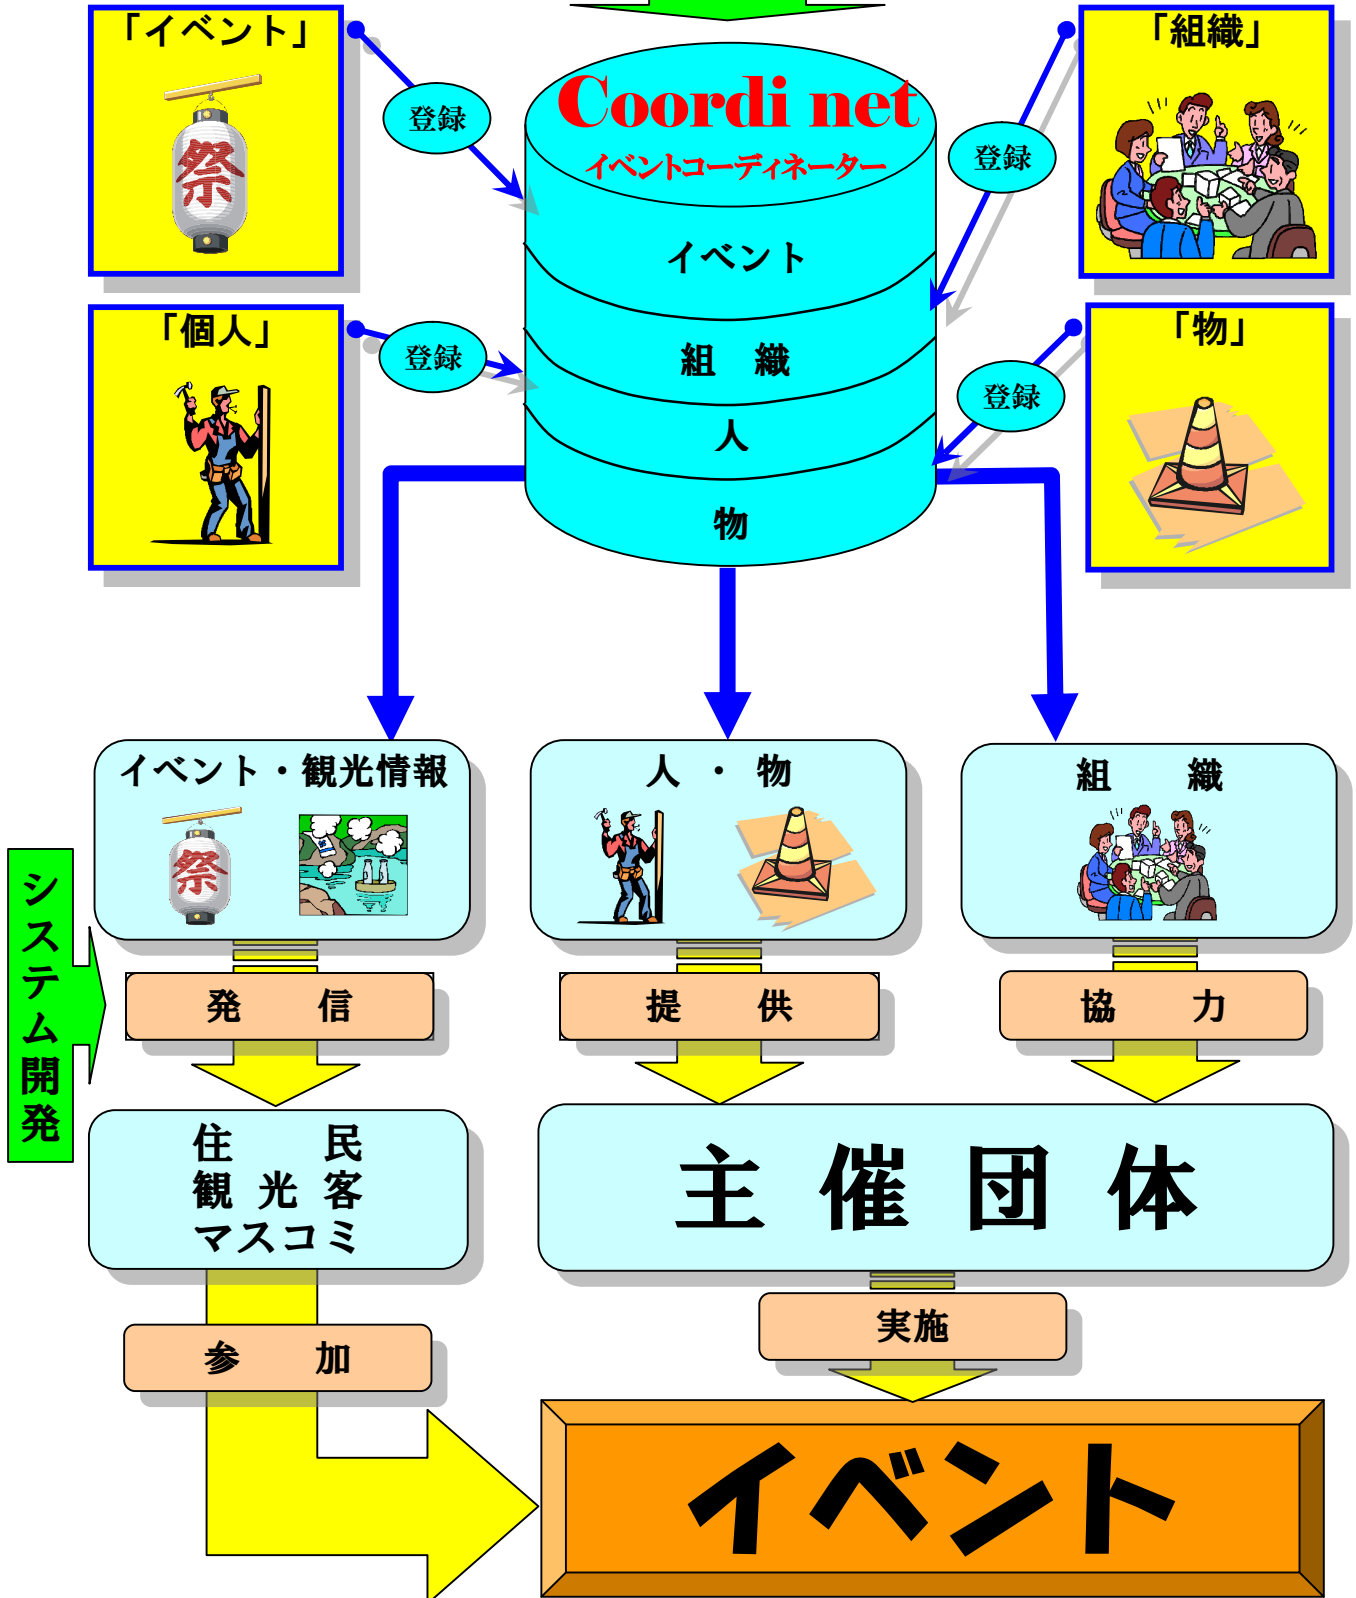 「イベント」
「組織」
Coordi net
イベントコーディネーター
登録
登録
祭
イベント
「個人」
「物」
登録
組 織
登録
人
物
イベント・観光情報
人 ・ 物
組 織
祭
システム開発
発 信
提 供
協 力
住 民
観 光 客
マスコミ
主 催 団 体
実施
参 加
イベント